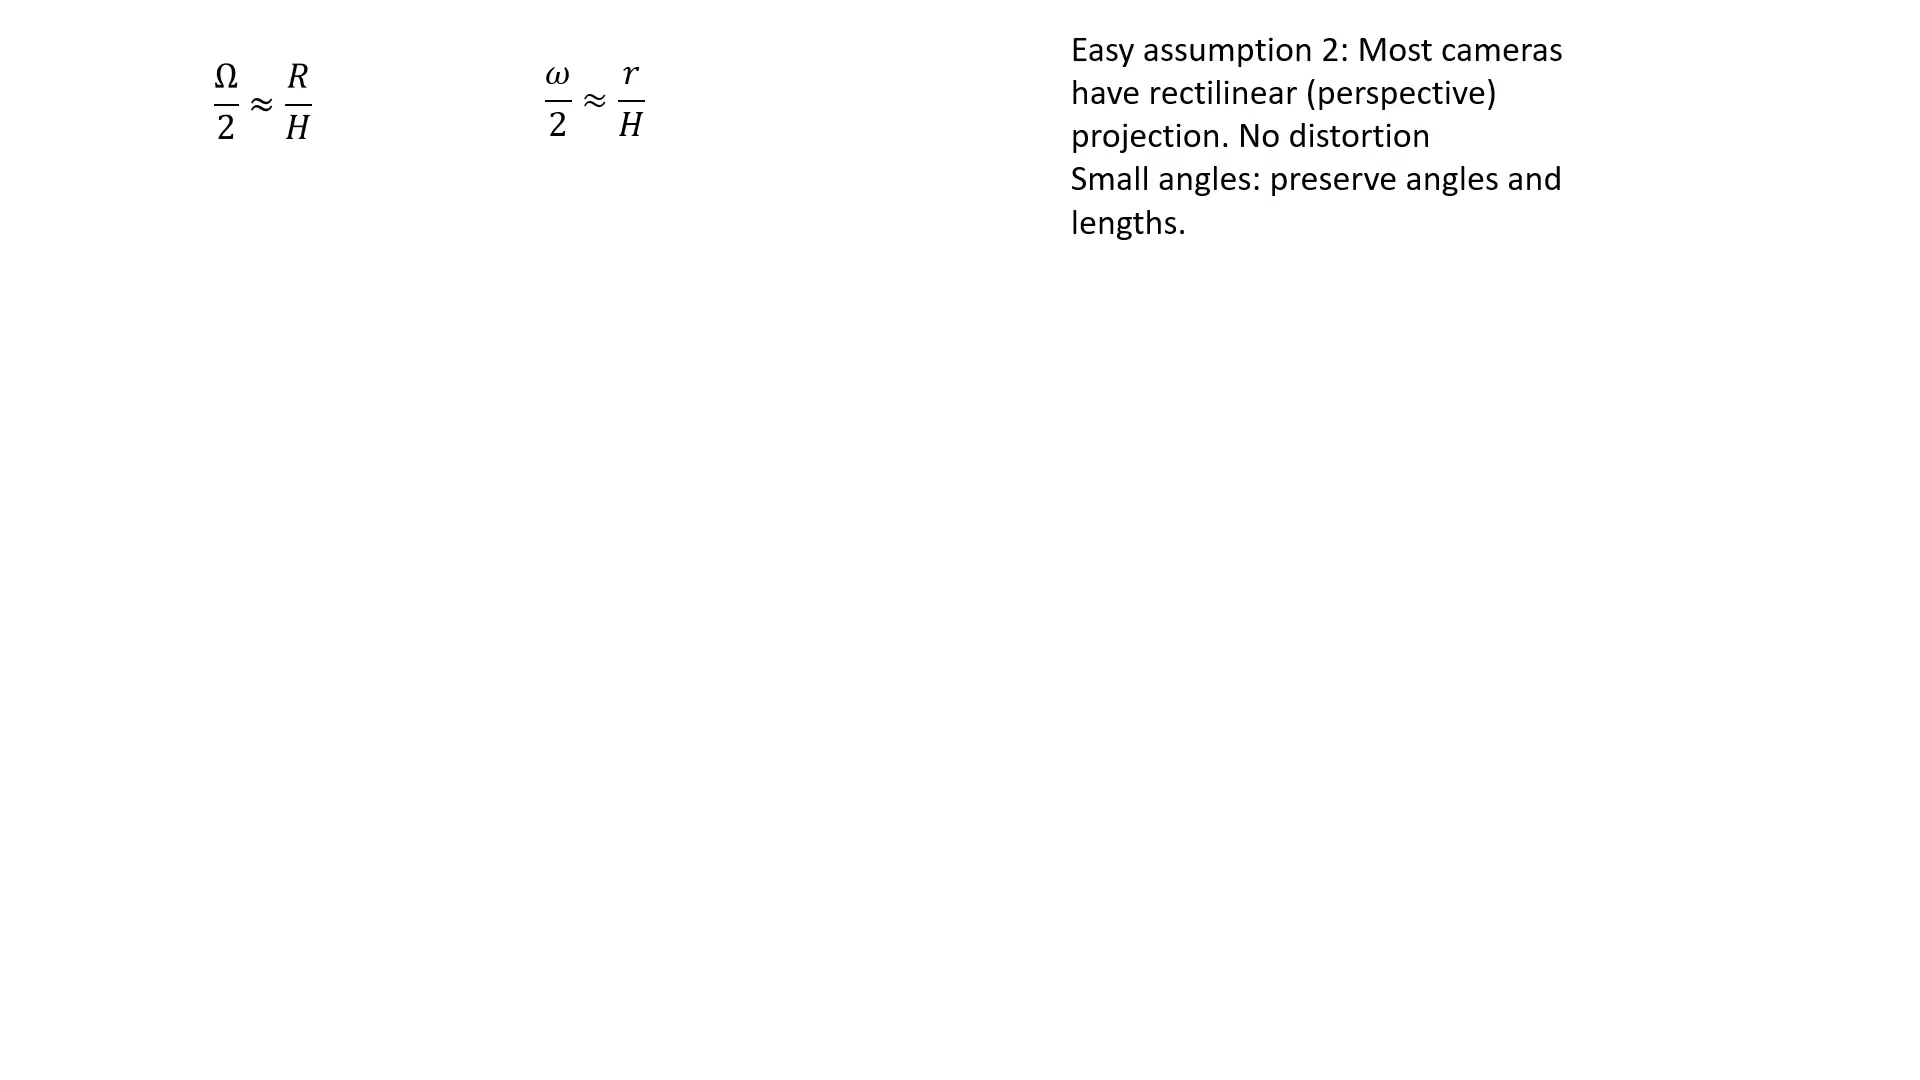 Ω/2 ≈ R/H
ω/2 ≈ r/H
Easy assumption 2: Most cameras
have rectilinear (perspective)
projection. No distortion
Small angles: preserve angles and
lengths.